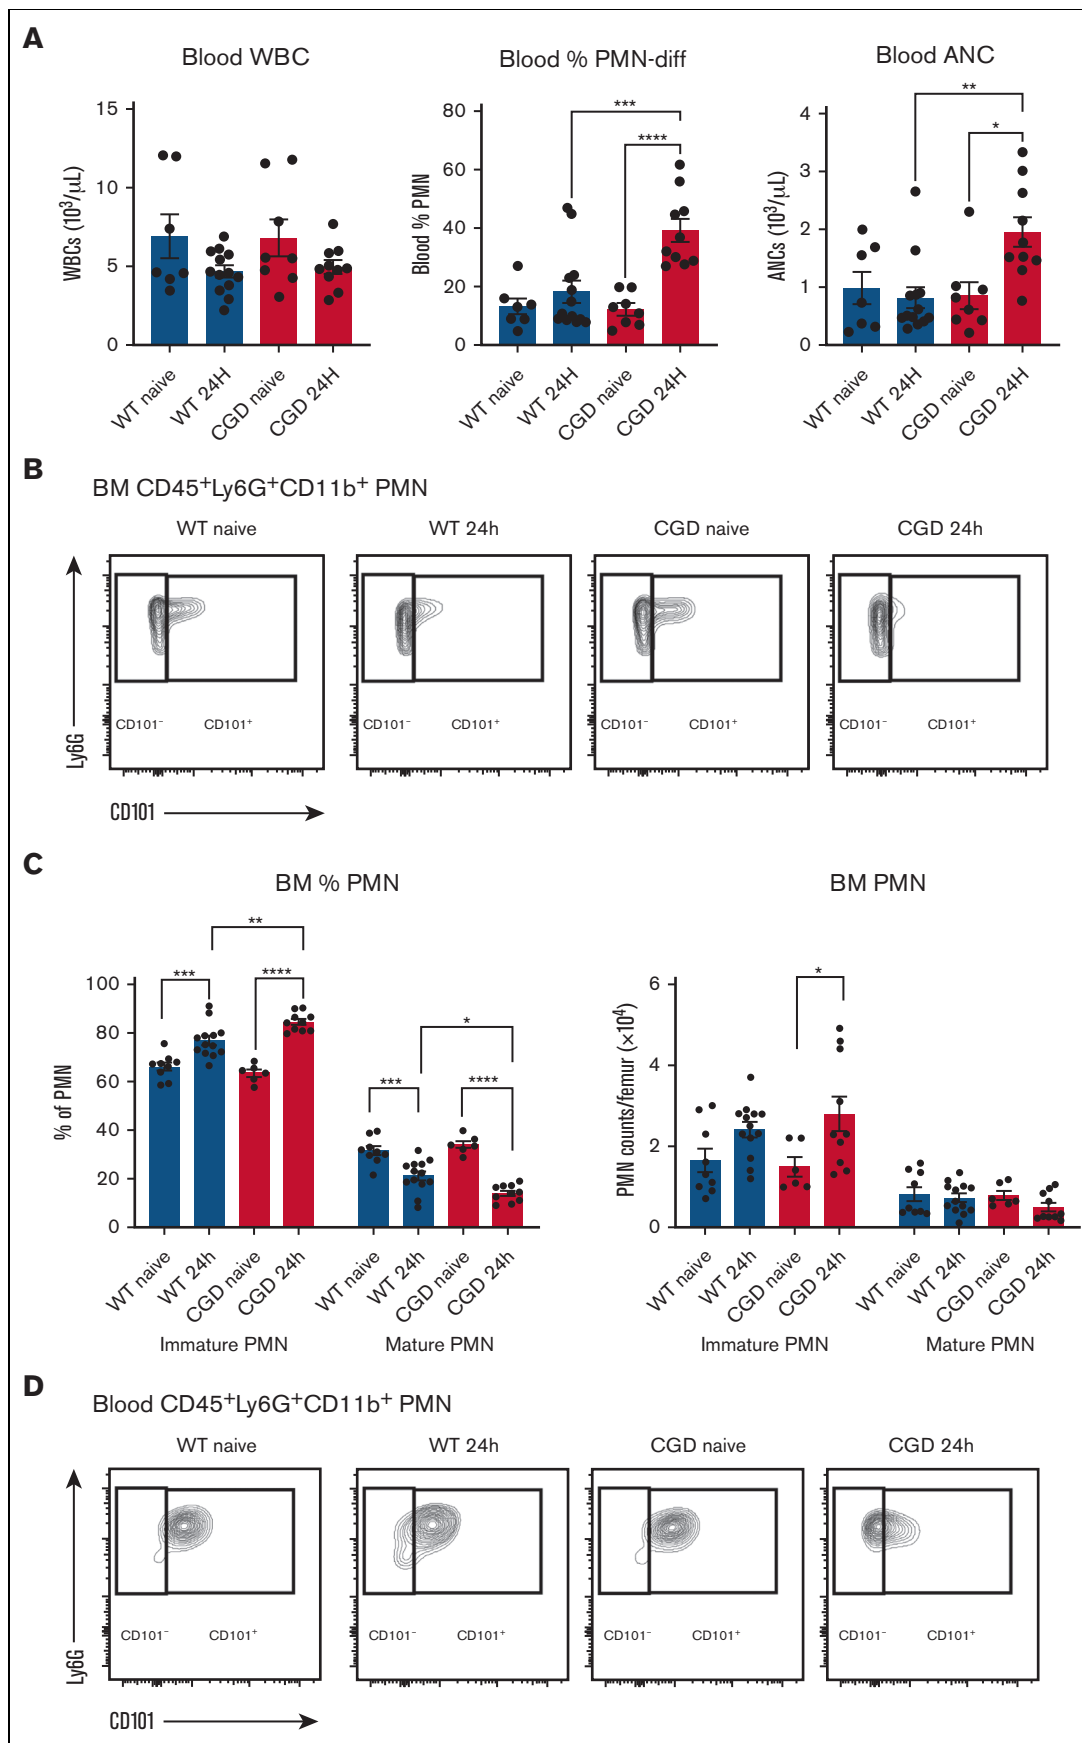 A
Blood WBC
Blood % PMN-diff
Blood ANC
WBCs (10³/μL)
15
10
5
0
WT naive
WT 24H
CGD naive
CGD 24H
Blood % PMN
80
60
40
20
0
***
****
WT naive
WT 24H
CGD naive
CGD 24H
ANCs (10³/μL)
4
3
2
1
0
**
*
WT naive
WT 24H
CGD naive
CGD 24H
B
BM CD45⁺Ly6G⁺CD11b⁺ PMN
WT naive
WT 24h
CGD naive
CGD 24h
Ly6G
CD101⁻ CD101⁺
CD101⁻ CD101⁺
CD101⁻ CD101⁺
CD101⁻ CD101⁺
CD101
C
BM % PMN
BM PMN
% of PMN
100
80
60
40
20
0
**
***
****
*
***
****
WT naive
WT 24h
CGD naive
CGD 24h
WT naive
WT 24h
CGD naive
CGD 24h
Immature PMN
Mature PMN
PMN counts/femur (×10⁴)
6
4
2
0
*
WT naive
WT 24h
CGD naive
CGD 24h
WT naive
WT 24h
CGD naive
CGD 24h
Immature PMN
Mature PMN
D
Blood CD45⁺Ly6G⁺CD11b⁺ PMN
WT naive
WT 24h
CGD naive
CGD 24h
Ly6G
CD101⁻ CD101⁺
CD101⁻ CD101⁺
CD101⁻ CD101⁺
CD101⁻ CD101⁺
CD101